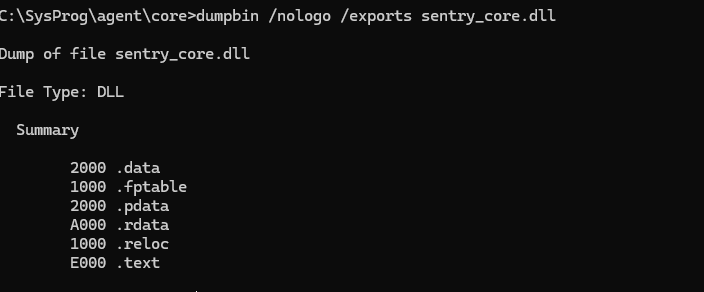 C:\SysProg\agent\core>dumpbin /nologo /exports sentry_core.dll
Dump of file sentry_core.dll
File Type: DLL
Summary
2000 .data
1000 .fptable
2000 .pdata
A000 .rdata
1000 .reloc
E000 .text